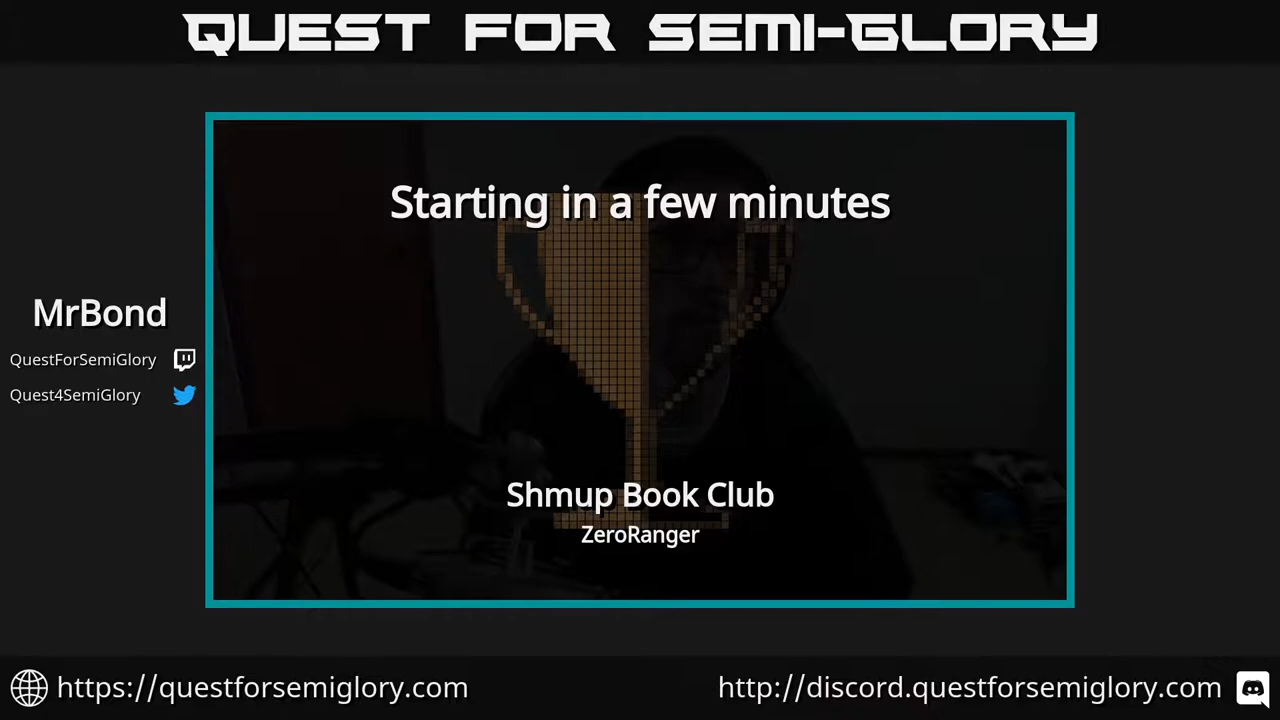 QUEST FOR SEMI-GLORY
Starting in a few minutes
MrBond
QuestForSemiGlory
Quest4SemiGlory
Shmup Book Club
ZeroRanger
https://questforsemiglory.com
http://discord.questforsemiglory.com